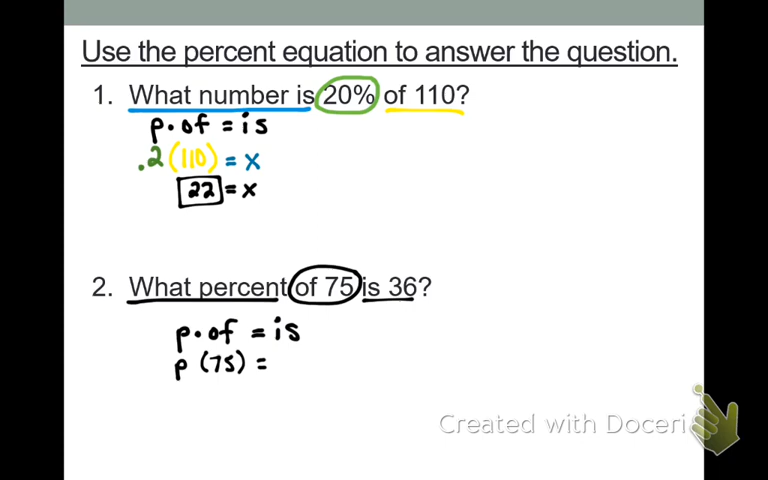 Use the percent equation to answer the question.
1. What number is 20% of 110?
p.of = is
.2 (110) = x
22 = x
2. What percent of 75 is 36?
p.of = is
p (75) =
Created with Doceri